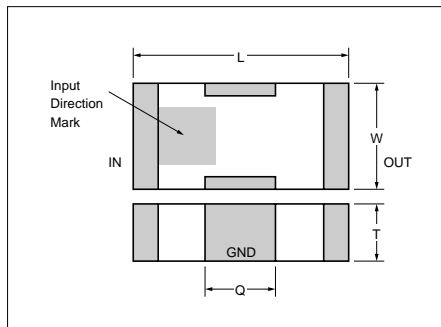 L
Input
Direction
Mark
IN
W
OUT
T
GND
Q